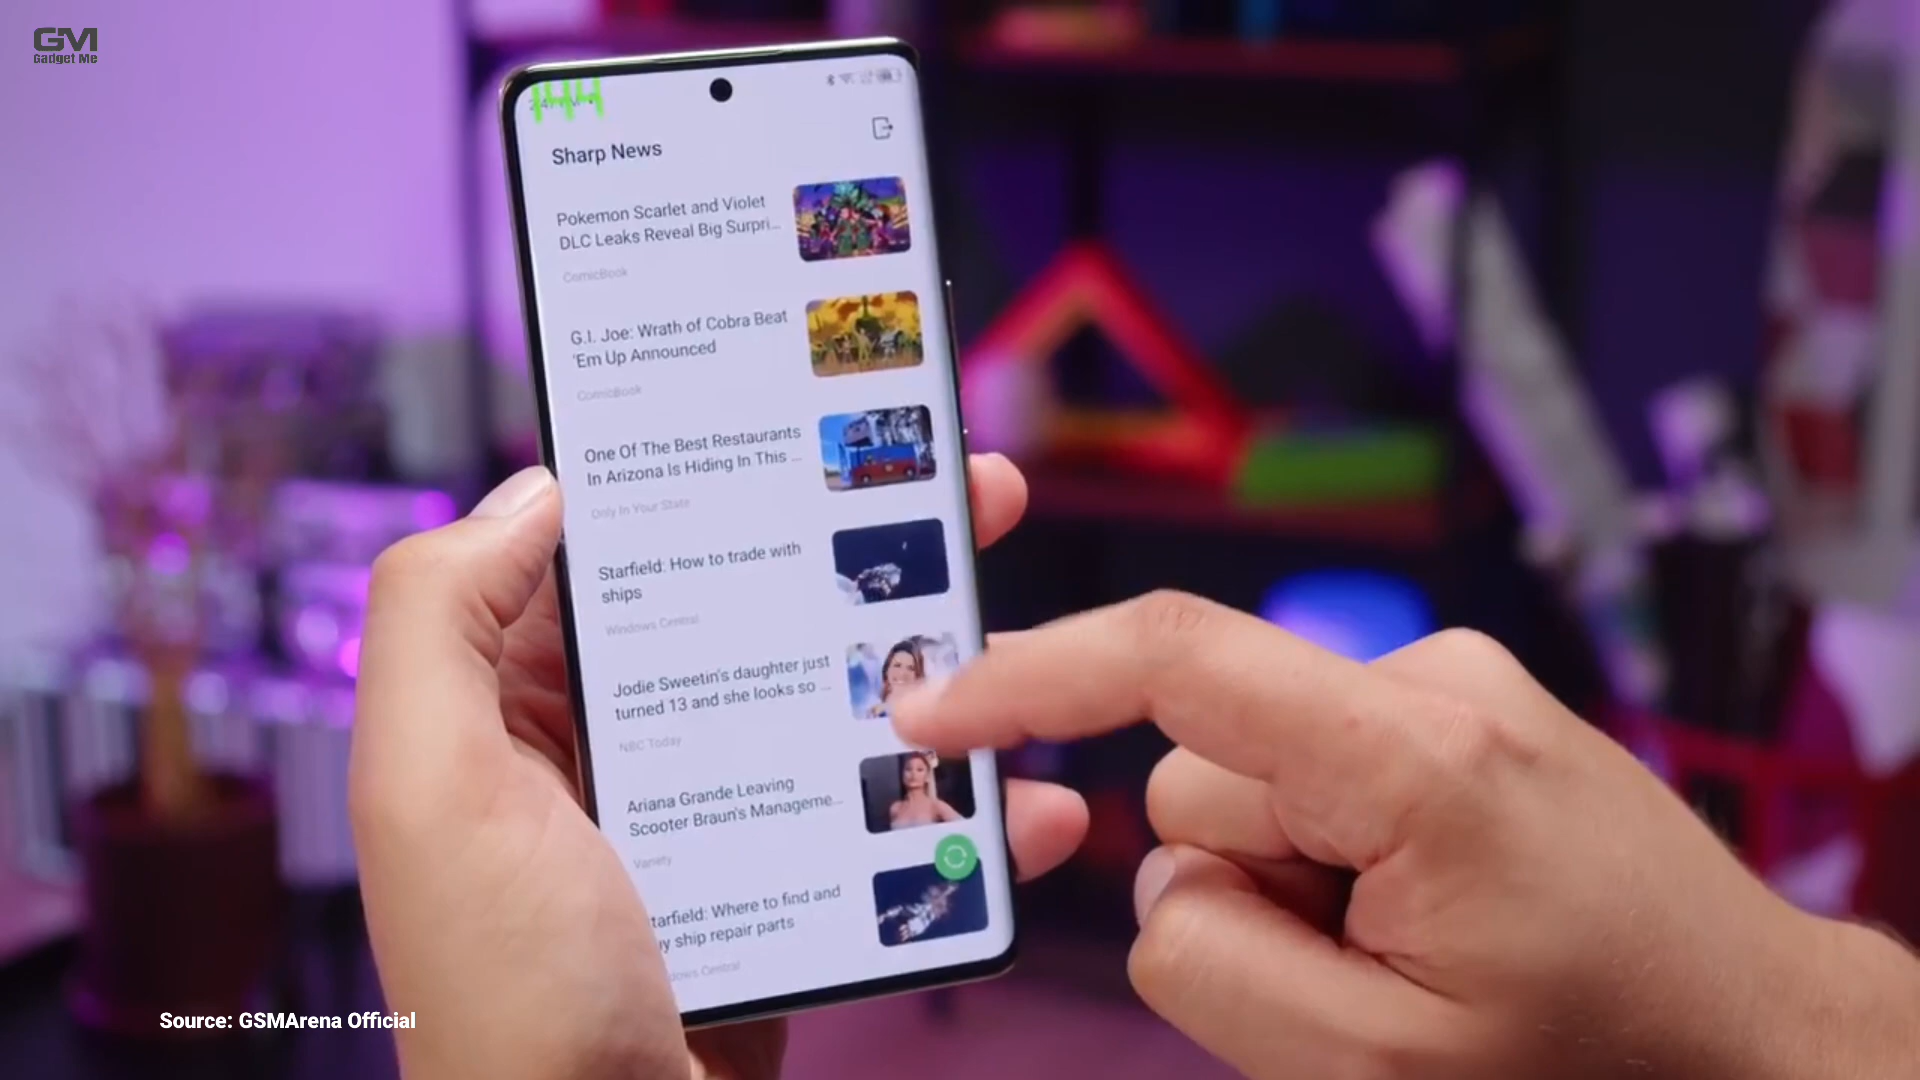 GM
Gadget Me
144
Sharp News
Pokemon Scarlet and Violet
DLC Leaks Reveal Big Surpri...
ComicBook
G.I. Joe: Wrath of Cobra Beat
'Em Up Announced
ComicBook
One Of The Best Restaurants
In Arizona Is Hiding In This ...
Only In Your State
Starfield: How to trade with
ships
Windows Central
Jodie Sweetin's daughter just
turned 13 and she looks so ...
NBC Today
Ariana Grande Leaving
Scooter Braun's Manageme...
Variety
tarfield: Where to find and
y ship repair parts
dows Central
Source: GSMArena Official